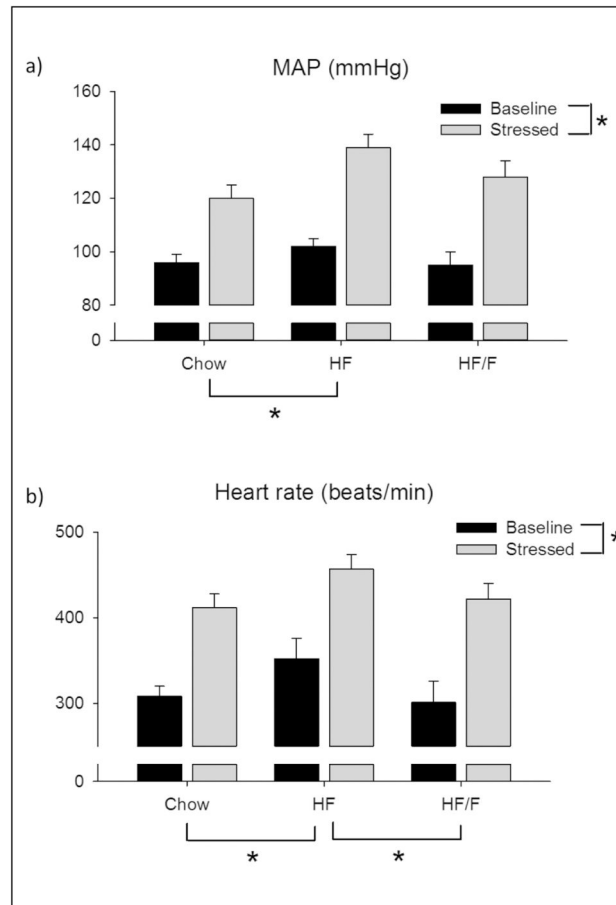 a)
MAP (mmHg)
160
140
120
100
80
0
Baseline
Stressed
*
Chow HF HF/F
*
b)
Heart rate (beats/min)
500
400
300
0
Baseline
Stressed
*
Chow HF HF/F
* *